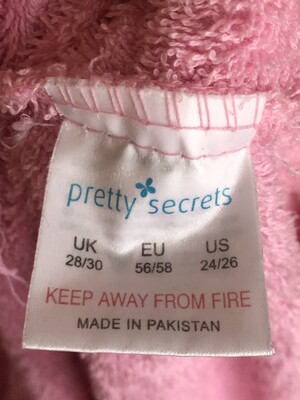 pretty secrets
UK EU US
28/30 56/58 24/26
KEEP AWAY FROM FIRE
MADE IN PAKISTAN